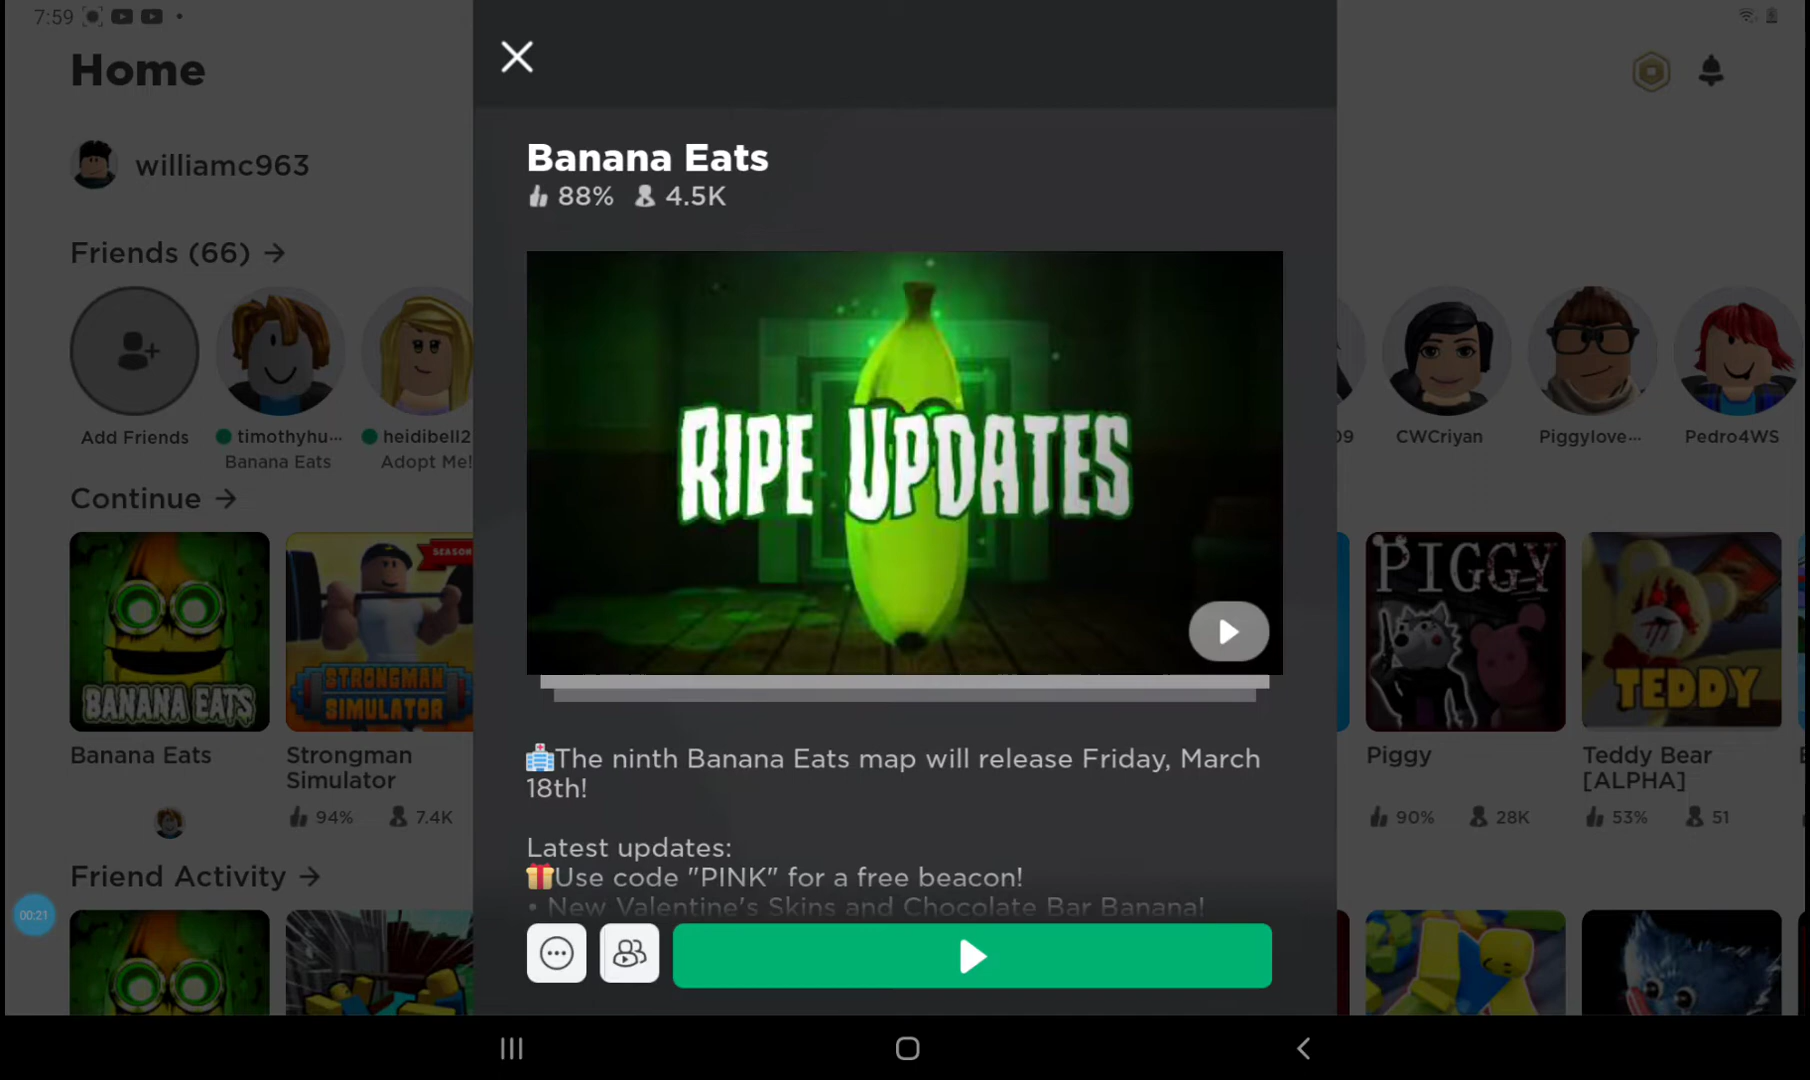 7:59
Home
williamc963
Friends (66)
Add Friends
timothyhu...
Banana Eats
heidibell2
Adopt Me!
09
CWCriyan
Piggylove...
Pedro4WS
Continue
BANANA EATS
Banana Eats
SEASON
STRONGMAN
SIMULATOR
Strongman
Simulator
94% 7.4K
PIGGY
Piggy
90% 28K
TEDDY
Teddy Bear
[ALPHA]
53% 51
Friend Activity
00:21
Banana Eats
88% 4.5K
RIPE UPDATES
The ninth Banana Eats map will release Friday, March
18th!
Latest updates:
Use code "PINK" for a free beacon!
• New Valentine's Skins and Chocolate Bar Banana!